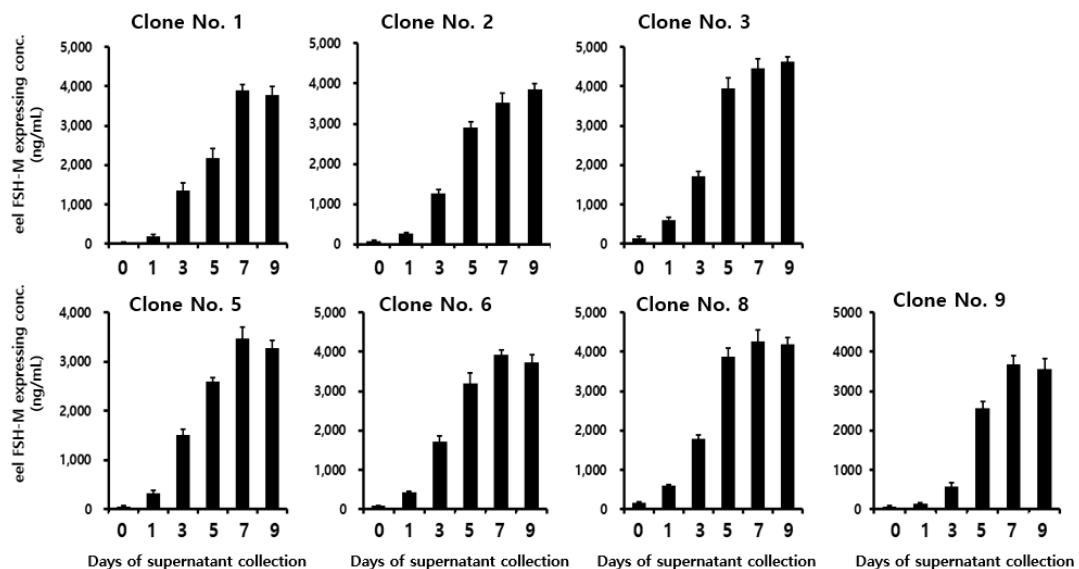 Clone No. 1
Clone No. 2
Clone No. 3
eel FSH-M expressing conc.
(ng/mL)
5,000
4,000
3,000
2,000
1,000
0
0 1 3 5 7 9
5,000
4,000
3,000
2,000
1,000
0
0 1 3 5 7 9
5,000
4,000
3,000
2,000
1,000
0
0 1 3 5 7 9
Clone No. 5
Clone No. 6
Clone No. 8
Clone No. 9
eel FSH-M expressing conc.
(ng/mL)
4,000
3,000
2,000
1,000
0
0 1 3 5 7 9
5,000
4,000
3,000
2,000
1,000
0
0 1 3 5 7 9
5,000
4,000
3,000
2,000
1,000
0
0 1 3 5 7 9
5000
4000
3000
2000
1000
0
0 1 3 5 7 9
Days of supernatant collection
Days of supernatant collection
Days of supernatant collection
Days of supernatant collection